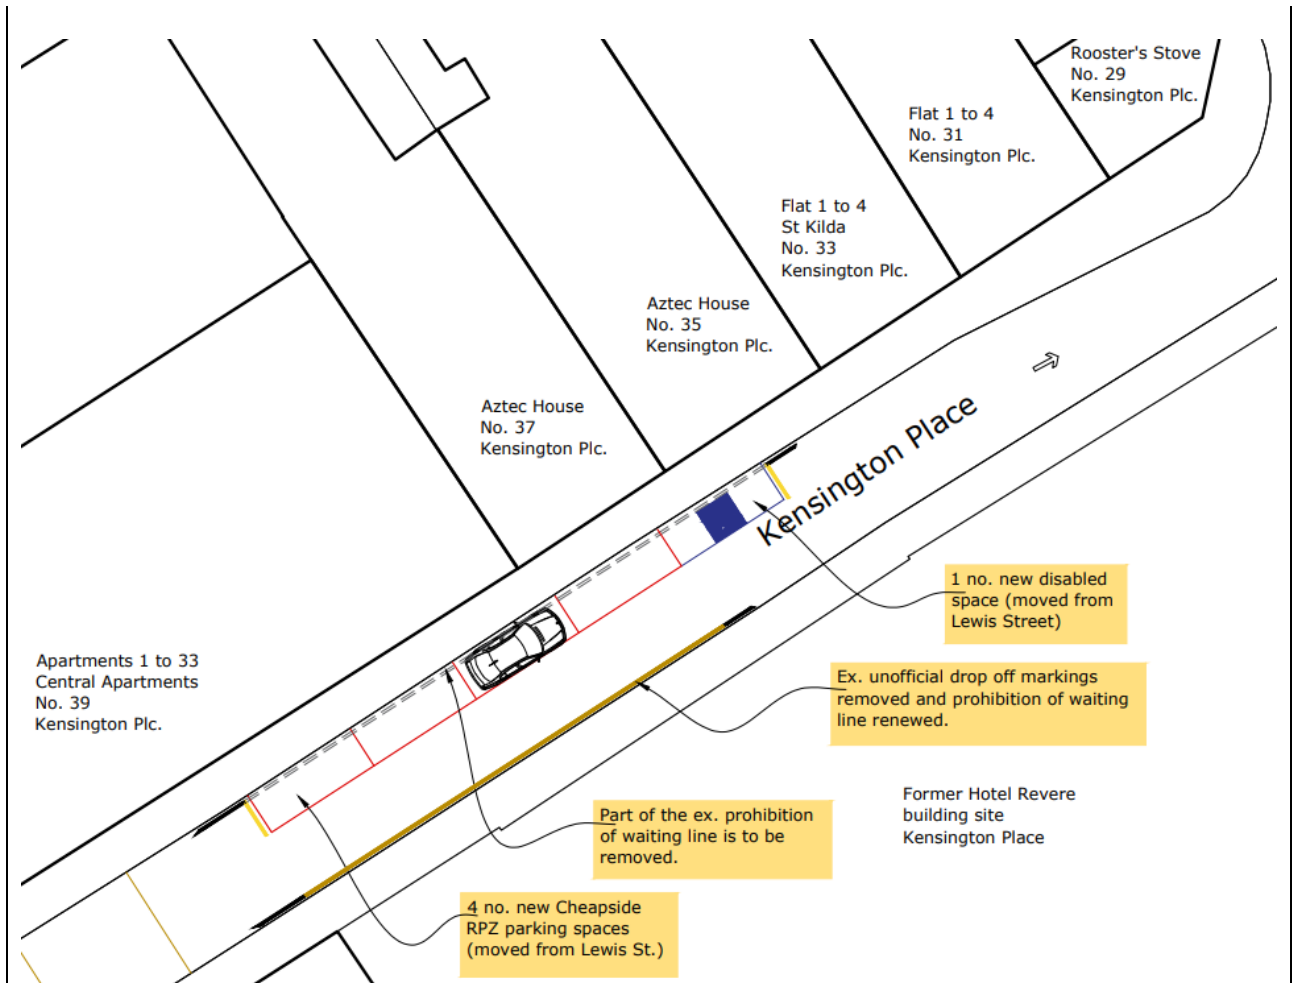 Rooster's Stove
No. 29
Kensington Plc.
Flat 1 to 4
No. 31
Kensington Plc.
Flat 1 to 4
St Kilda
No. 33
Kensington Plc.
Aztec House
No. 35
Kensington Plc.
Aztec House
No. 37
Kensington Plc.
Kensington Place
1 no. new disabled
space (moved from
Lewis Street)
Apartments 1 to 33
Central Apartments
No. 39
Kensington Plc.
Ex. unofficial drop off markings
removed and prohibition of waiting
line renewed.
Former Hotel Revere
building site
Kensington Place
Part of the ex. prohibition
of waiting line is to be
removed.
4 no. new Cheapside
RPZ parking spaces
(moved from Lewis St.)